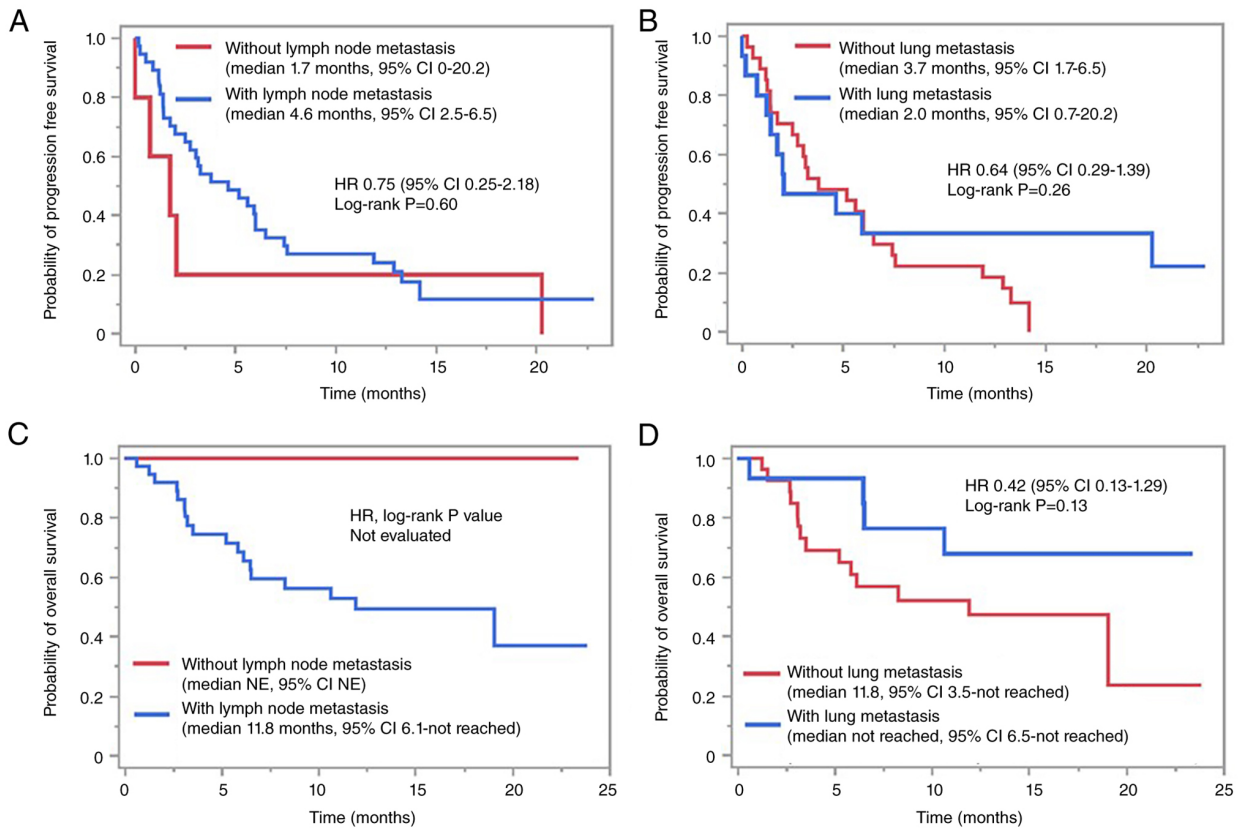 A
Probability of progression free survival
1.0
0.8
0.6
0.4
0.2
0
Without lymph node metastasis
(median 1.7 months, 95% CI 0-20.2)
With lymph node metastasis
(median 4.6 months, 95% CI 2.5-6.5)
HR 0.75 (95% CI 0.25-2.18)
Log-rank P=0.60
0 5 10 15 20
Time (months)
B
Probability of progression free survival
1.0
0.8
0.6
0.4
0.2
0
Without lung metastasis
(median 3.7 months, 95% CI 1.7-6.5)
With lung metastasis
(median 2.0 months, 95% CI 0.7-20.2)
HR 0.64 (95% CI 0.29-1.39)
Log-rank P=0.26
0 5 10 15 20
Time (months)
C
Probability of overall survival
1.0
0.8
0.6
0.4
0.2
0
HR, log-rank P value
Not evaluated
Without lymph node metastasis
(median NE, 95% CI NE)
With lymph node metastasis
(median 11.8 months, 95% CI 6.1-not reached)
0 5 10 15 20 25
Time (months)
D
Probability of overall survival
1.0
0.8
0.6
0.4
0.2
0
HR 0.42 (95% CI 0.13-1.29)
Log-rank P=0.13
Without lung metastasis
(median 11.8, 95% CI 3.5-not reached)
With lung metastasis
(median not reached, 95% CI 6.5-not reached)
0 5 10 15 20 25
Time (months)